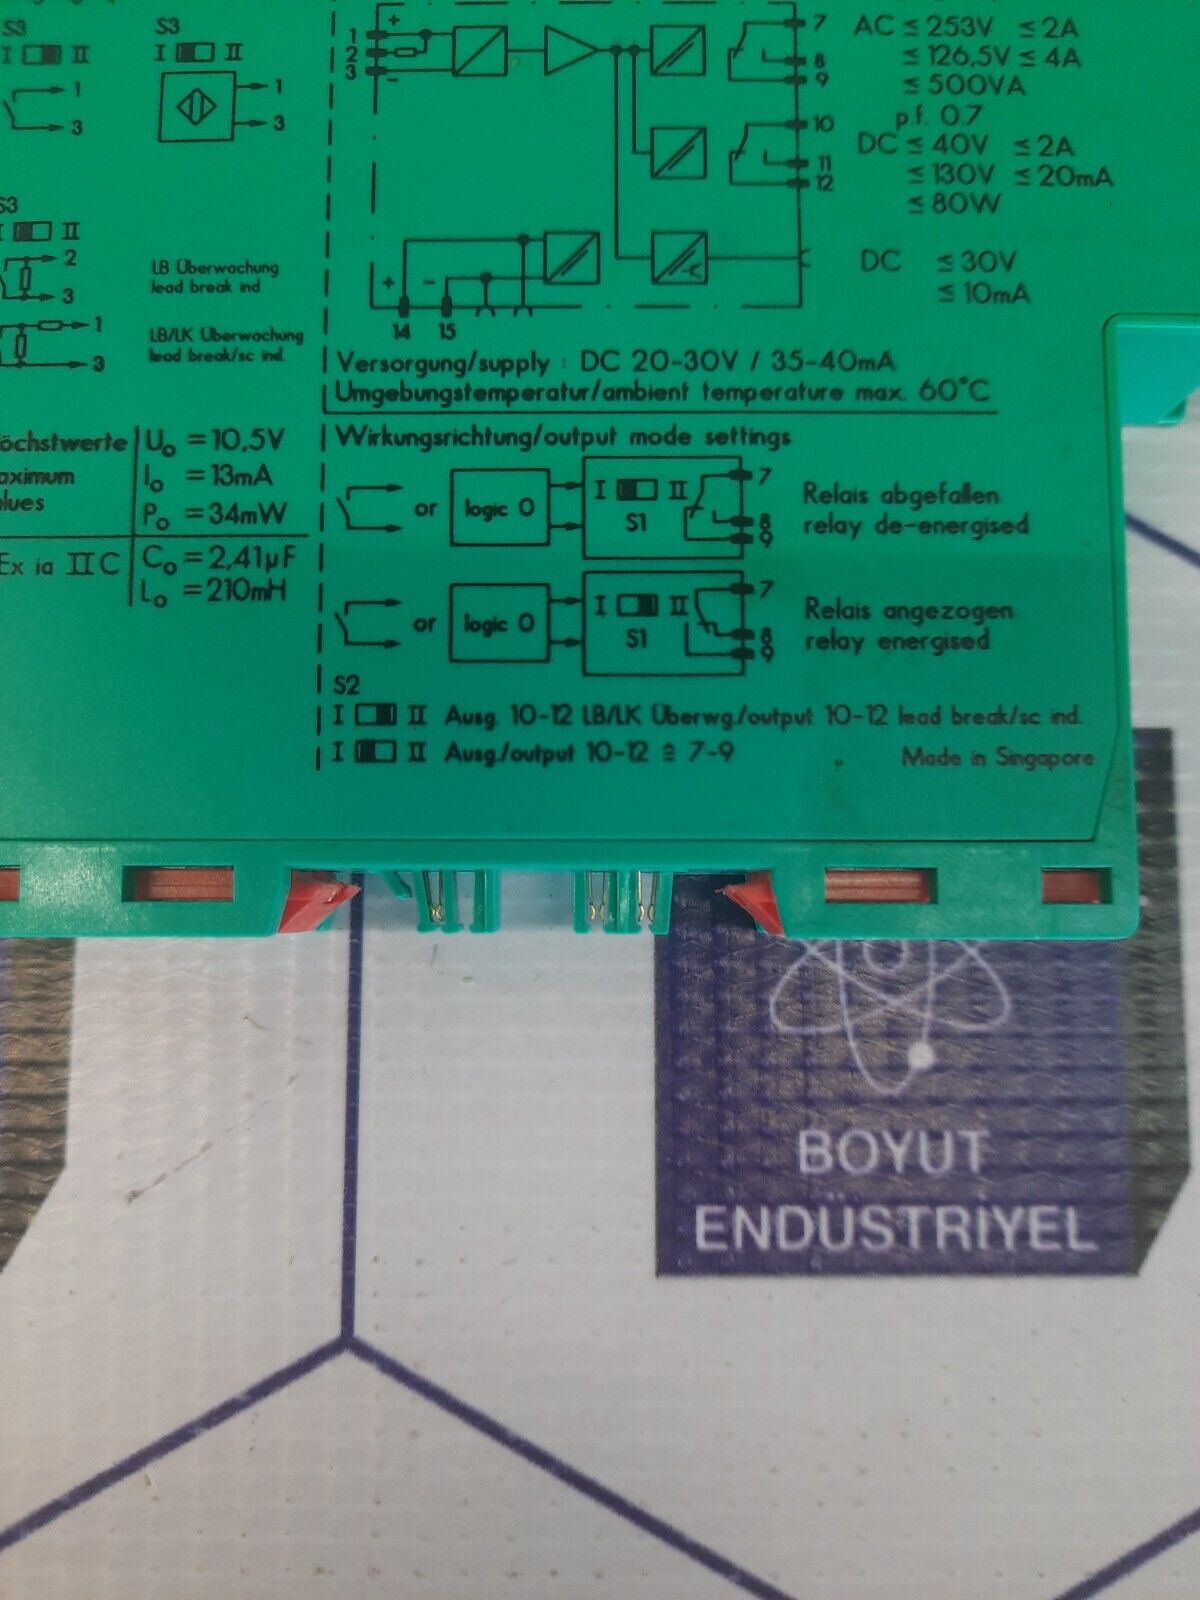 S3
I II
1
3
S3
I II
1
3
S3
I II
2
3
1
3
LB Überwachung
lead break ind
LB/LK Überwachung
lead break/sc ind.
+
1
2
3
-
7
8
9
10
11
12
+ -
14 15
AC ≤ 253V ≤ 2A
≤ 126,5V ≤ 4A
≤ 500VA
p.f. 0.7
DC ≤ 40V ≤ 2A
≤ 130V ≤ 20mA
≤ 80W
DC ≤ 30V
≤ 10mA
Versorgung/supply : DC 20-30V / 35-40mA
Umgebungstemperatur/ambient temperature max. 60°C
öchstwerte
aximum
lues
Uo = 10,5V
Io = 13mA
Po = 34mW
Ex ia IIC
Co = 2,41µF
Lo = 210mH
Wirkungsrichtung/output mode settings
or logic 0 I II S1 7 8 9
Relais abgefallen
relay de-energised
or logic 0 I II S1 7 8 9
Relais angezogen
relay energised
S2
I II Ausg. 10-12 LB/LK Überwg./output 10-12 lead break/sc ind.
I II Ausg./output 10-12 ≙ 7-9
Made in Singapore
BOYUT
ENDÜSTRİYEL